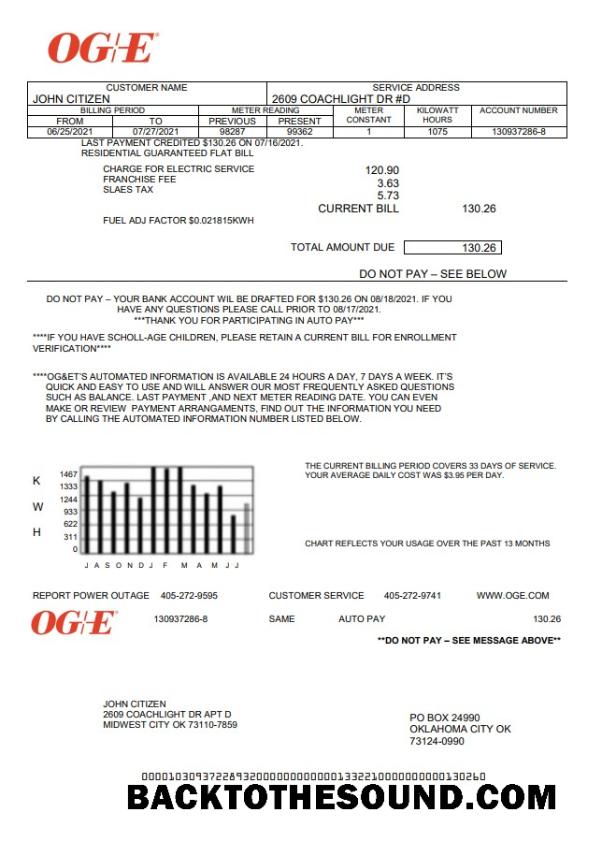 OG+E®
CUSTOMER NAME SERVICE ADDRESS
JOHN CITIZEN 2609 COACHLIGHT DR #D
BILLING PERIOD METER READING METER CONSTANT KILOWATT HOURS ACCOUNT NUMBER
FROM TO PREVIOUS PRESENT
06/25/2021 07/27/2021 98287 99362 1 1075 130937286-8
LAST PAYMENT CREDITED $130.26 ON 07/16/2021.
RESIDENTIAL GUARANTEED FLAT BILL
CHARGE FOR ELECTRIC SERVICE 120.90
FRANCHISE FEE 3.63
SLAES TAX 5.73
CURRENT BILL 130.26
FUEL ADJ FACTOR $0.021815KWH
TOTAL AMOUNT DUE 130.26
DO NOT PAY – SEE BELOW
DO NOT PAY – YOUR BANK ACCOUNT WIL BE DRAFTED FOR $130.26 ON 08/18/2021. IF YOU
HAVE ANY QUESTIONS PLEASE CALL PRIOR TO 08/17/2021.
***THANK YOU FOR PARTICIPATING IN AUTO PAY***
****IF YOU HAVE SCHOLL-AGE CHILDREN, PLEASE RETAIN A CURRENT BILL FOR ENROLLMENT
VERIFICATION****
****OG&ET'S AUTOMATED INFORMATION IS AVAILABLE 24 HOURS A DAY, 7 DAYS A WEEK. IT'S
QUICK AND EASY TO USE AND WILL ANSWER OUR MOST FREQUENTLY ASKED QUESTIONS
SUCH AS BALANCE. LAST PAYMENT ,AND NEXT METER READING DATE. YOU CAN EVEN
MAKE OR REVIEW PAYMENT ARRANGAMENTS, FIND OUT THE INFORMATION YOU NEED
BY CALLING THE AUTOMATED INFORMATION NUMBER LISTED BELOW.
THE CURRENT BILLING PERIOD COVERS 33 DAYS OF SERVICE.
YOUR AVERAGE DAILY COST WAS $3.95 PER DAY.
K W H
1467
1333
1244
933
622
311
0
J A S O N D J F M A M J J
CHART REFLECTS YOUR USAGE OVER THE PAST 13 MONTHS
REPORT POWER OUTAGE 405-272-9595 CUSTOMER SERVICE 405-272-9741 WWW.OGE.COM
OG+E® 130937286-8 SAME AUTO PAY 130.26
**DO NOT PAY – SEE MESSAGE ABOVE**
JOHN CITIZEN
2609 COACHLIGHT DR APT D
MIDWEST CITY OK 73110-7859
PO BOX 24990
OKLAHOMA CITY OK
73124-0990
BACKTOTHESOUND.COM